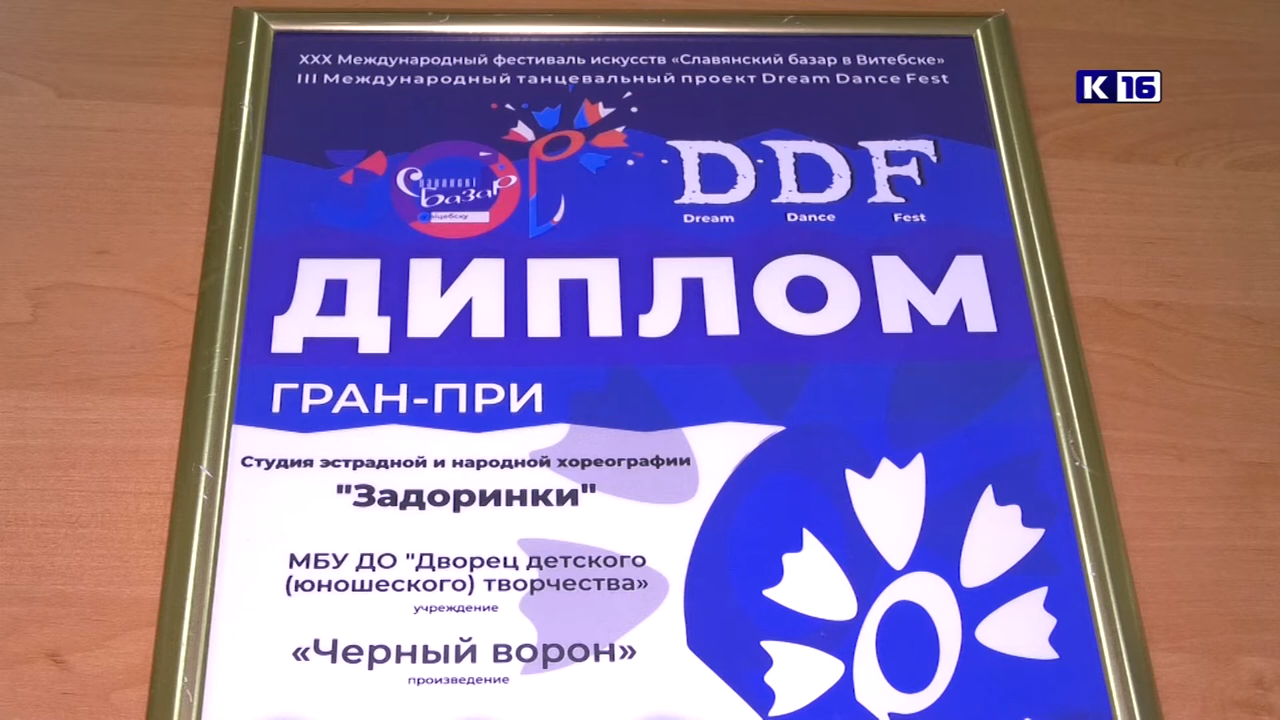 XXX Международный фестиваль искусств «Славянский базар в Витебске»
III Международный танцевальный проект Dream Dance Fest
К 16
Славянскі
базар
у Віцебску
DDF
Dream Dance Fest
ДИПЛОМ
ГРАН-ПРИ
Студия эстрадной и народной хореографии
"Задоринки"
МБУ ДО "Дворец детского
(юношеского) творчества»
учреждение
«Черный ворон»
произведение